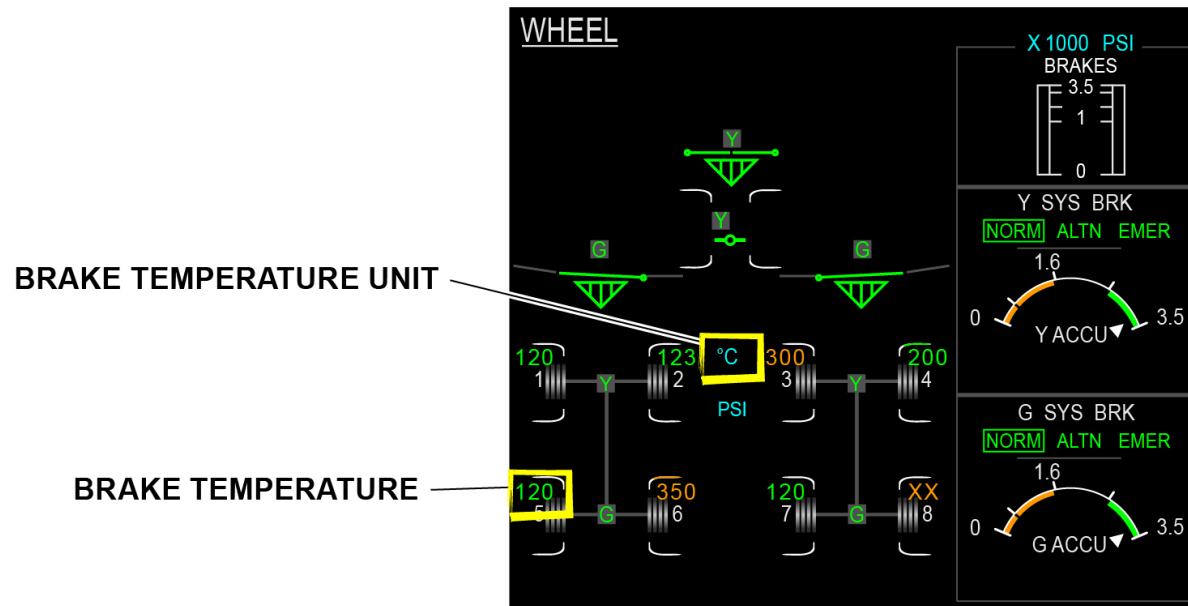 WHEEL
X 1000 PSI
BRAKES
3.5
1
0
Y
Y
G
G
Y SYS BRK
NORM ALTN EMER
1.6
0
3.5
Y ACCU
BRAKE TEMPERATURE UNIT
120 123 °C 300 200
1 Y 2 3 Y 4
PSI
G SYS BRK
NORM ALTN EMER
1.6
0
3.5
G ACCU
BRAKE TEMPERATURE
120 350 120 XX
5 G 6 7 G 8